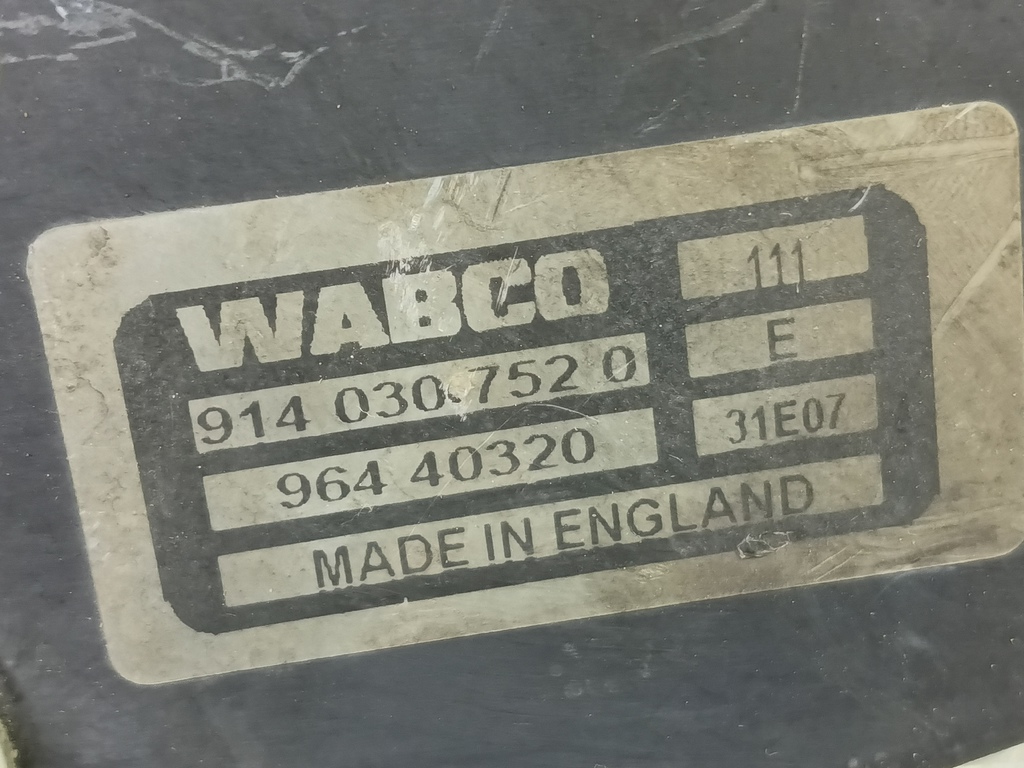 WABCO
111
914 030 752 0
E
964 40320
31E07
MADE IN ENGLAND